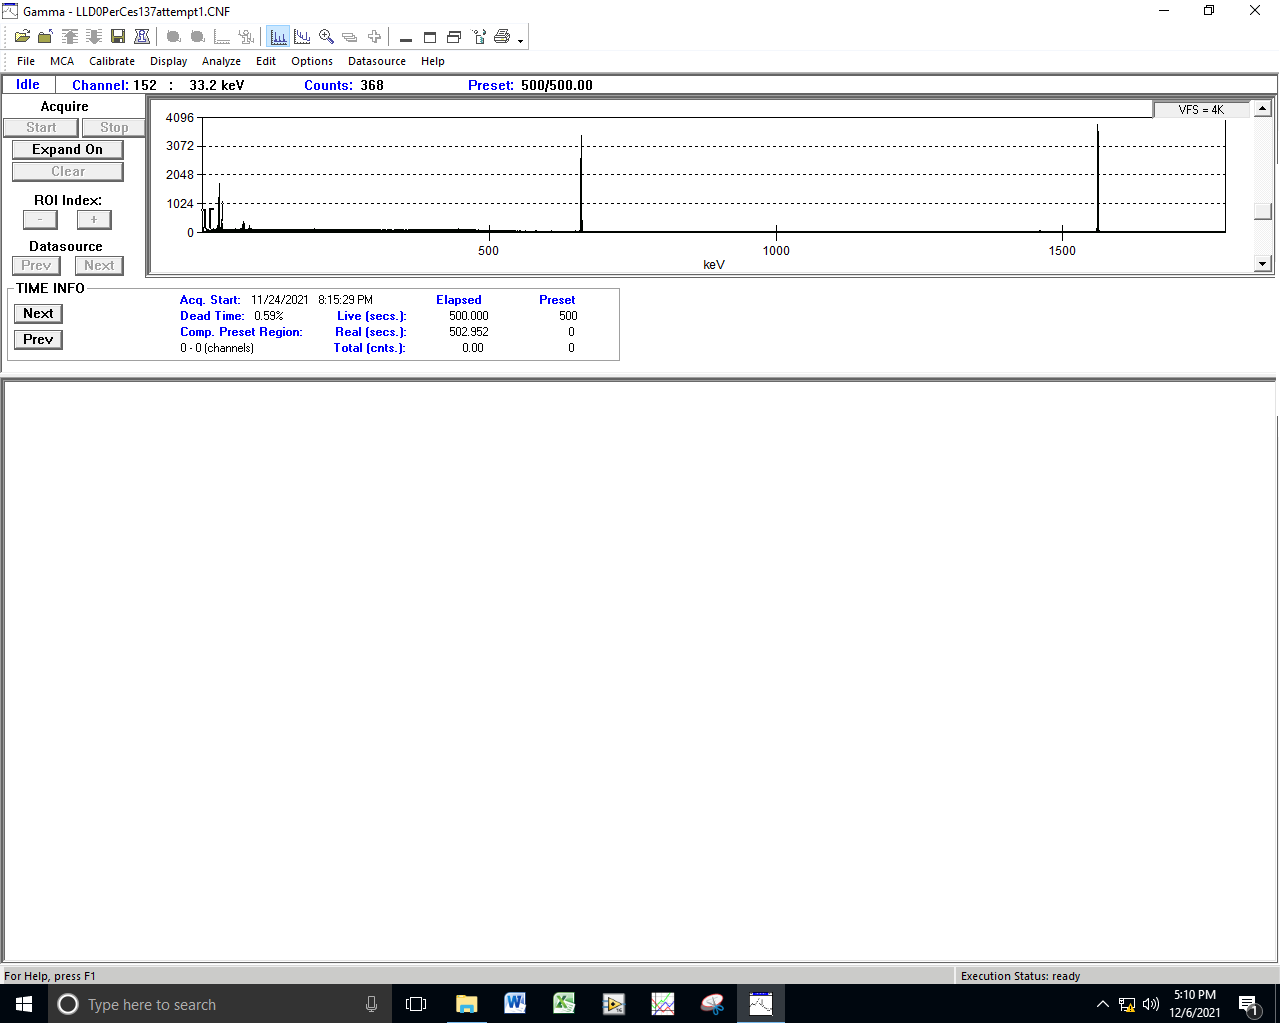 Gamma - LLD0PerCes137attempt1.CNF
File MCA Calibrate Display Analyze Edit Options Datasource Help
Idle Channel: 152 : 33.2 keV Counts: 368 Preset: 500/500.00
Acquire
Start Stop
Expand On
Clear
ROI Index:
- +
Datasource
Prev Next
VFS = 4K
4096
3072
2048
1024
0
500 1000 1500
keV
TIME INFO
Next
Prev
Acq. Start: 11/24/2021 8:15:29 PM Elapsed Preset
Dead Time: 0.59% Live (secs.): 500.000 500
Comp. Preset Region: Real (secs.): 502.952 0
0 - 0 (channels) Total (cnts.): 0.00 0
For Help, press F1 Execution Status: ready
Type here to search
5:10 PM
12/6/2021
1